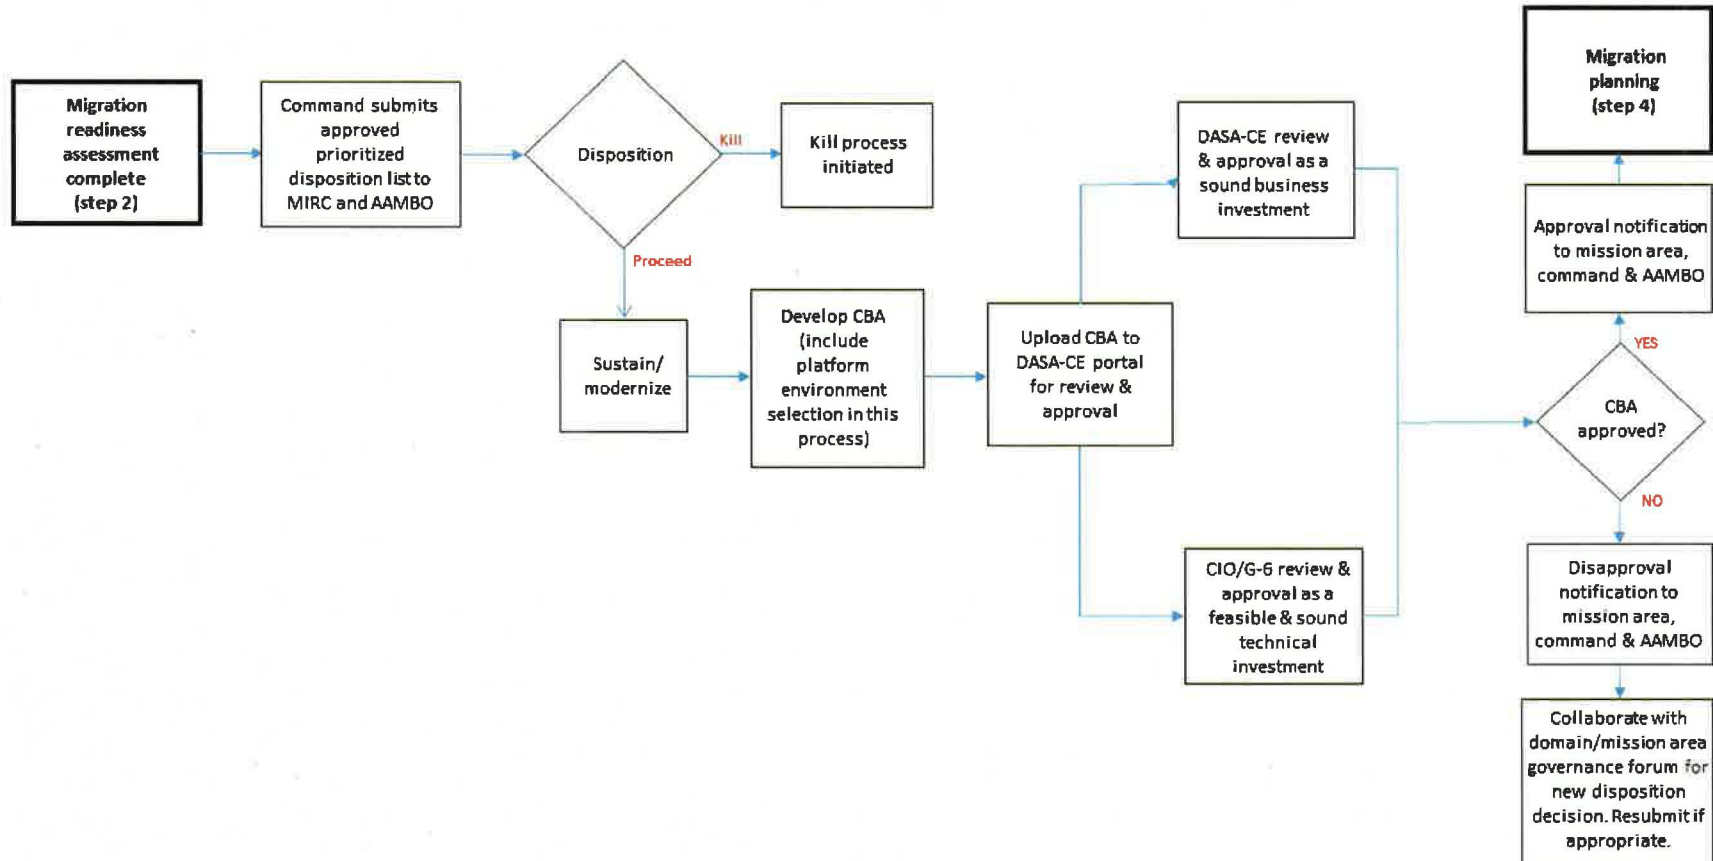 Migration
readiness
assessment
complete
(step 2)
Command submits
approved
prioritized
disposition list to
MIRC and AAMBO
Disposition
Kill
Kill process
initiated
Proceed
Sustain/
modernize
Develop CBA
(include
platform
environment
selection in this
process)
Upload CBA to
DASA-CE portal
for review &
approval
DASA-CE review
& approval as a
sound business
investment
CIO/G-6 review &
approval as a
feasible & sound
technical
investment
CBA
approved?
YES
Approval notification
to mission area,
command & AAMBO
Migration
planning
(step 4)
NO
Disapproval
notification to
mission area,
command & AAMBO
Collaborate with
domain/mission area
governance forum for
new disposition
decision. Resubmit if
appropriate.